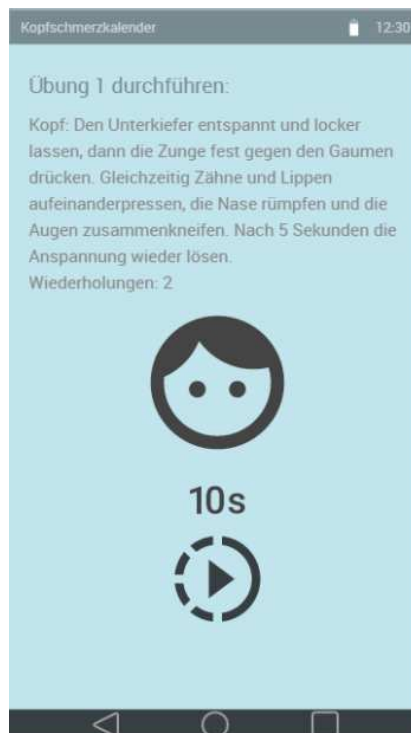 Kopfschmerzkalender 12:30
Übung 1 durchführen:
Kopf: Den Unterkiefer entspannt und locker
lassen, dann die Zunge fest gegen den Gaumen
drücken. Gleichzeitig Zähne und Lippen
aufeinanderpressen, die Nase rümpfen und die
Augen zusammenkneifen. Nach 5 Sekunden die
Anspannung wieder lösen.
Wiederholungen: 2
10s